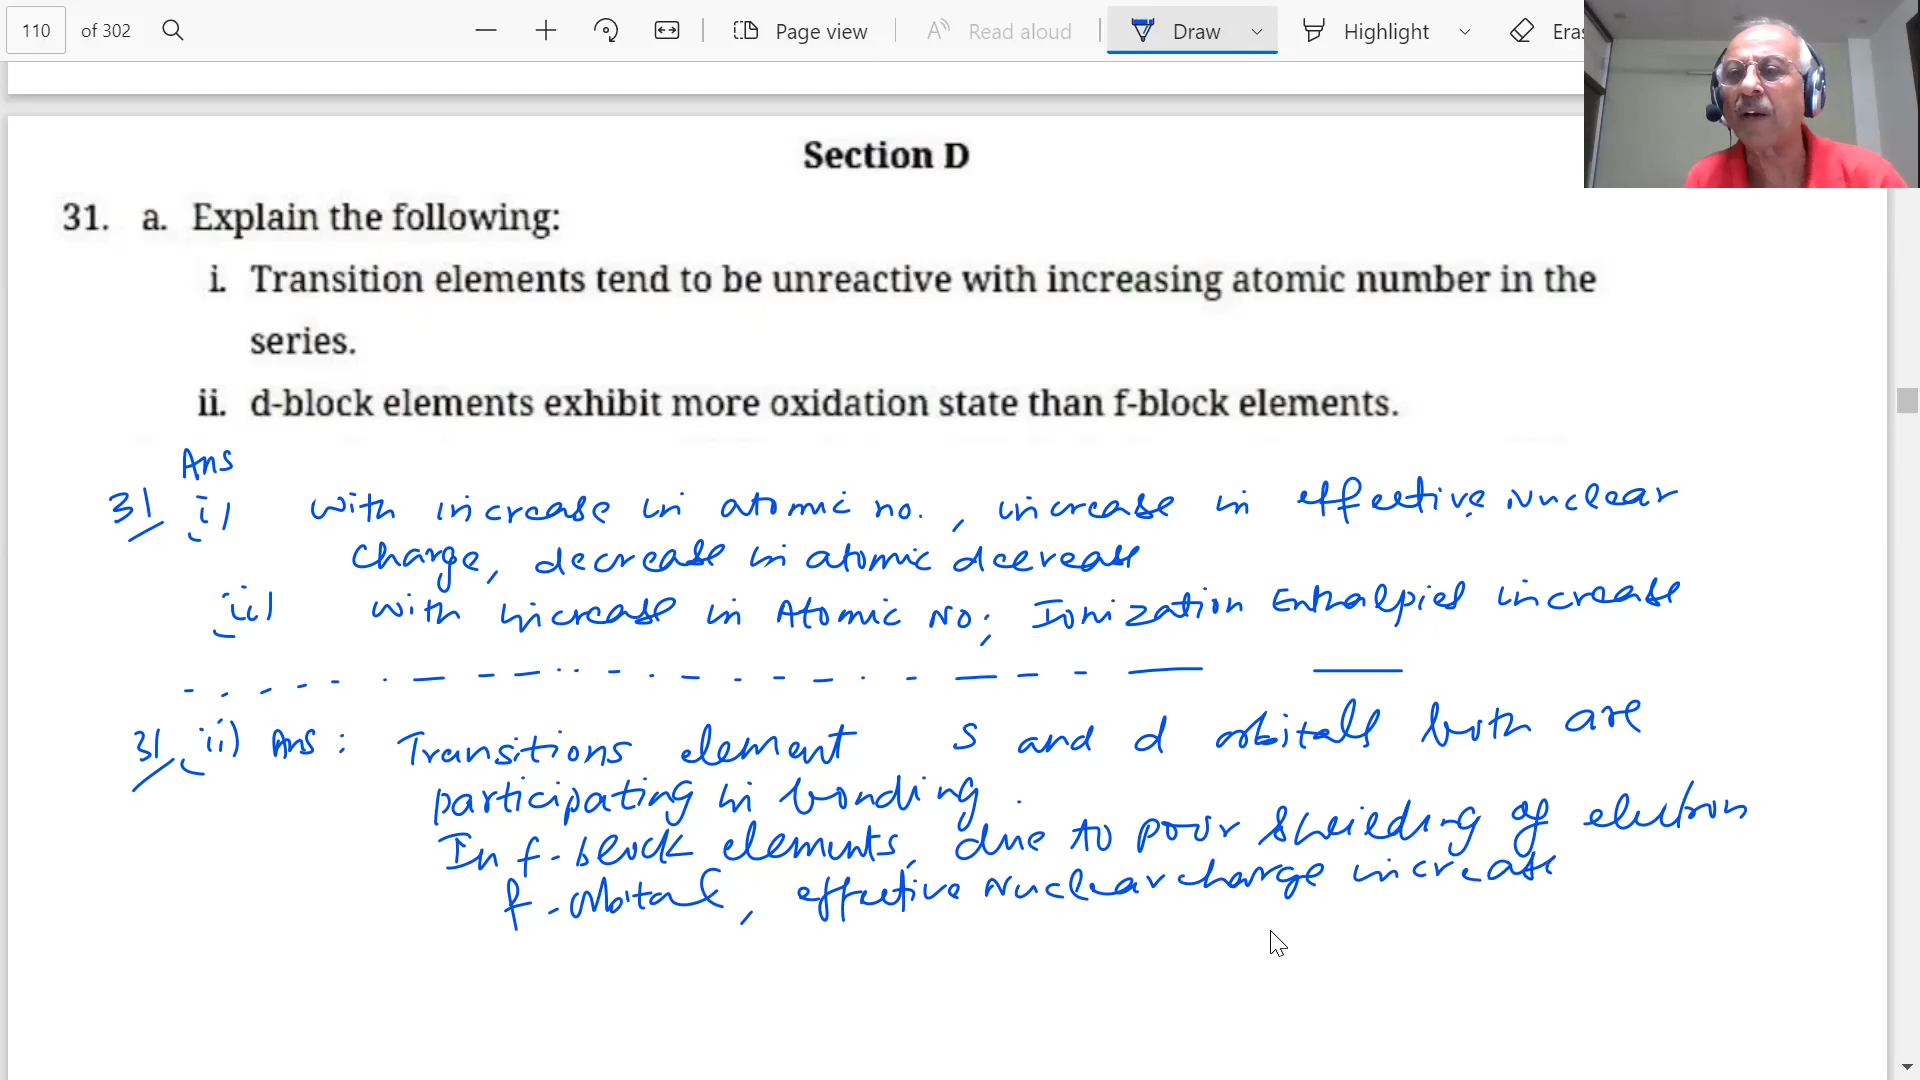 110 of 302 Page view Read aloud Draw Highlight Eras
Section D
31. a. Explain the following:
i. Transition elements tend to be unreactive with increasing atomic number in the
series.
ii. d-block elements exhibit more oxidation state than f-block elements.
Ans
31 i) with increase in atomic no., increase in effective Nuclear
charge, decrease in atomic decrease
ii) with increase in Atomic No; Ionization Enthalpies increase
31 ii) Ans : Transitions element S and d orbitals both are
participating in bonding.
In f-block elements, due to poor shielding of electron
f-orbital, effective Nuclear charge increase